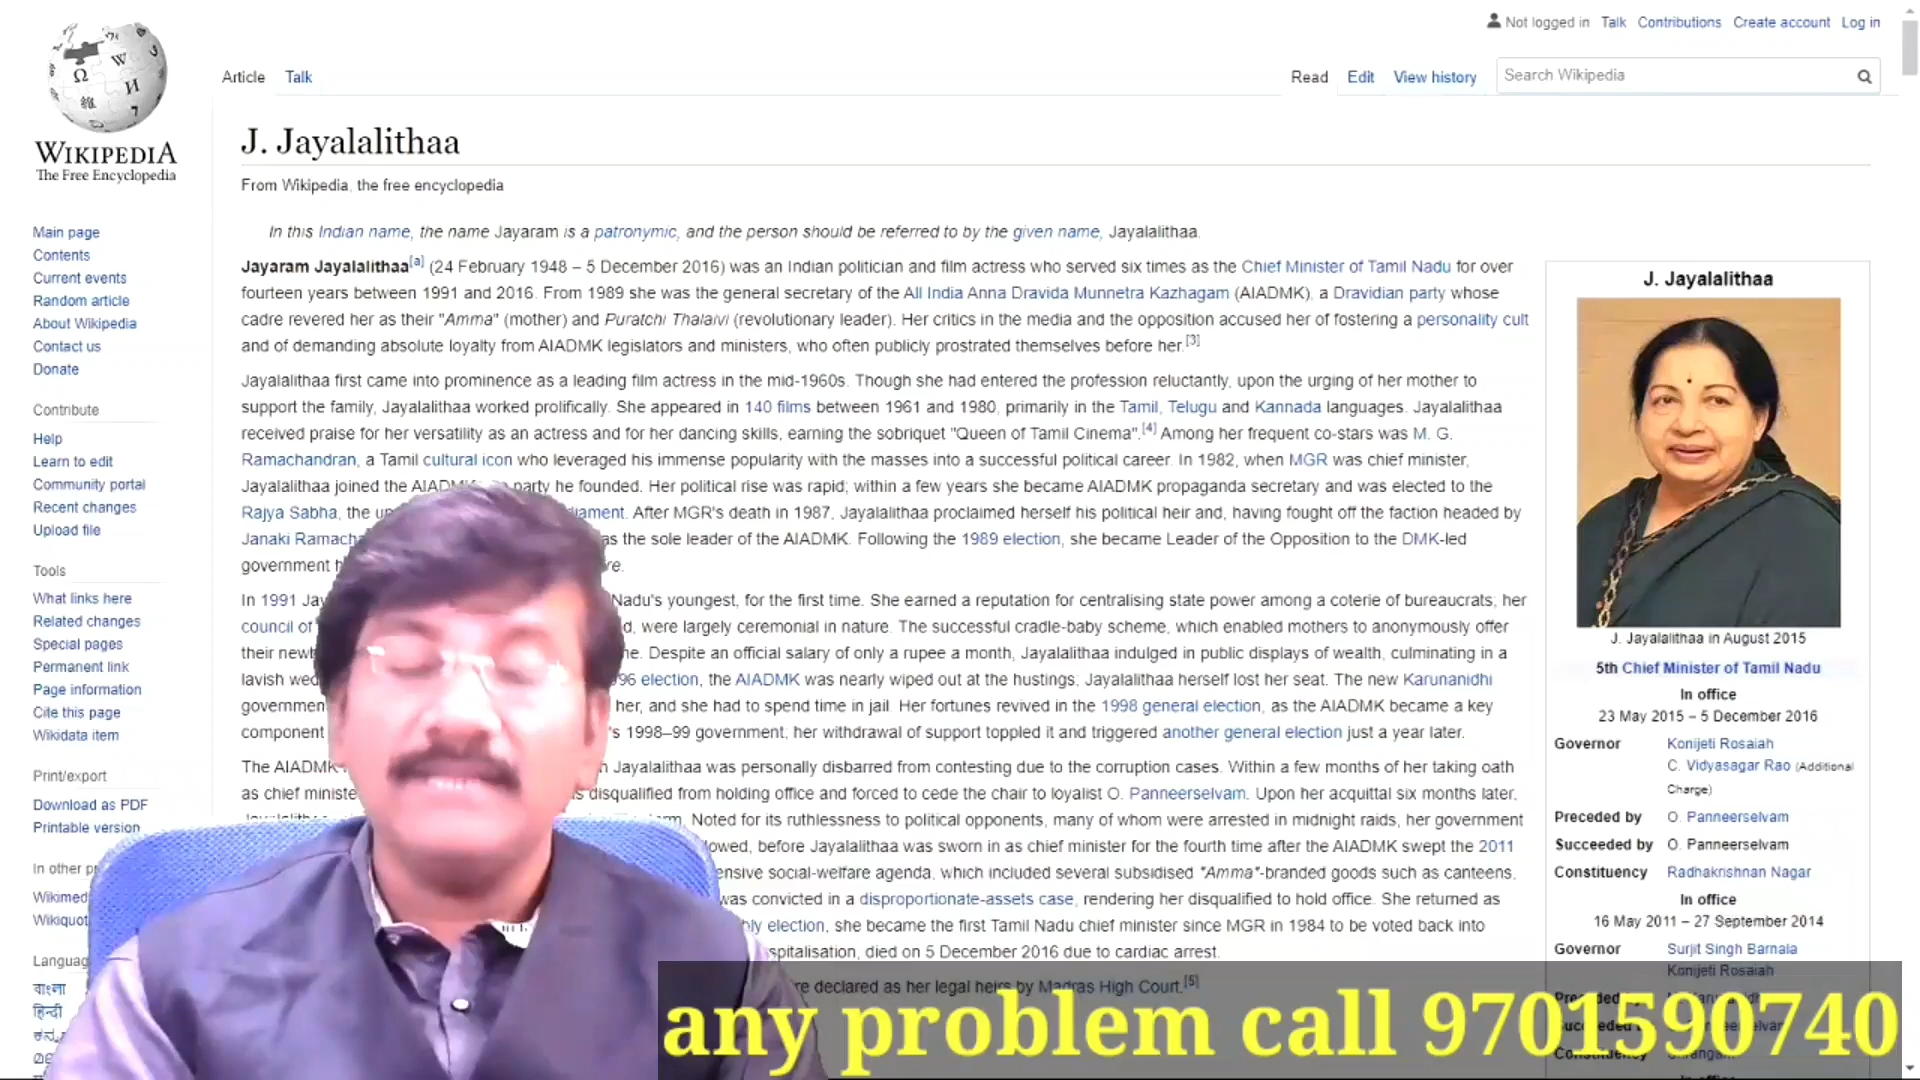 Not logged in Talk Contributions Create account Log in
Article Talk
Read Edit View history
Search Wikipedia
WIKIPEDIA
The Free Encyclopedia
Main page
Contents
Current events
Random article
About Wikipedia
Contact us
Donate
Contribute
Help
Learn to edit
Community portal
Recent changes
Upload file
Tools
What links here
Related changes
Special pages
Permanent link
Page information
Cite this page
Wikidata item
Print/export
Download as PDF
Printable version
In other
বাংলা
हिन्दी
J. Jayalalithaa
From Wikipedia, the free encyclopedia
In this Indian name, the name Jayaram is a patronymic, and the person should be referred to by the given name, Jayalalithaa.
Jayaram Jayalalithaa[a] (24 February 1948 – 5 December 2016) was an Indian politician and film actress who served six times as the Chief Minister of Tamil Nadu for over
fourteen years between 1991 and 2016. From 1989 she was the general secretary of the All India Anna Dravida Munnetra Kazhagam (AIADMK), a Dravidian party whose
cadre revered her as their "Amma" (mother) and Puratchi Thalaivi (revolutionary leader). Her critics in the media and the opposition accused her of fostering a personality cult
and of demanding absolute loyalty from AIADMK legislators and ministers, who often publicly prostrated themselves before her.[3]
Jayalalithaa first came into prominence as a leading film actress in the mid-1960s. Though she had entered the profession reluctantly, upon the urging of her mother to
support the family, Jayalalithaa worked prolifically. She appeared in 140 films between 1961 and 1980, primarily in the Tamil, Telugu and Kannada languages. Jayalalithaa
received praise for her versatility as an actress and for her dancing skills, earning the sobriquet "Queen of Tamil Cinema".[4] Among her frequent co-stars was M. G.
Ramachandran, a Tamil cultural icon who leveraged his immense popularity with the masses into a successful political career. In 1982, when MGR was chief minister,
Jayalalithaa joined the AIADMK party he founded. Her political rise was rapid; within a few years she became AIADMK propaganda secretary and was elected to the
Rajya Sabha, the After MGR's death in 1987, Jayalalithaa proclaimed herself his political heir and, having fought off the faction headed by
Janaki as the sole leader of the AIADMK. Following the 1989 election, she became Leader of the Opposition to the DMK-led
government
In 1991 Nadu's youngest, for the first time. She earned a reputation for centralising state power among a coterie of bureaucrats; her
council of were largely ceremonial in nature. The successful cradle-baby scheme, which enabled mothers to anonymously offer
their Despite an official salary of only a rupee a month, Jayalalithaa indulged in public displays of wealth, culminating in a
lavish election, the AIADMK was nearly wiped out at the hustings; Jayalalithaa herself lost her seat. The new Karunanidhi
her, and she had to spend time in jail. Her fortunes revived in the 1998 general election, as the AIADMK became a key
component 1998–99 government; her withdrawal of support toppled it and triggered another general election just a year later.
The AIADMK Jayalalithaa was personally disbarred from contesting due to the corruption cases. Within a few months of her taking oath
as chief disqualified from holding office and forced to cede the chair to loyalist O. Panneerselvam. Upon her acquittal six months later,
Noted for its ruthlessness to political opponents, many of whom were arrested in midnight raids, her government
before Jayalalithaa was sworn in as chief minister for the fourth time after the AIADMK swept the 2011
social-welfare agenda, which included several subsidised "Amma"-branded goods such as canteens,
was convicted in a disproportionate-assets case, rendering her disqualified to hold office. She returned as
election, she became the first Tamil Nadu chief minister since MGR in 1984 to be voted back into
died on 5 December 2016 due to cardiac arrest.
declared as her legal heirs by Madras High Court.[5]
J. Jayalalithaa
J. Jayalalithaa in August 2015
5th Chief Minister of Tamil Nadu
In office
23 May 2015 – 5 December 2016
Governor Konijeti Rosaiah
C. Vidyasagar Rao (Additional
Charge)
Preceded by O. Panneerselvam
Succeeded by O. Panneerselvam
Constituency Radhakrishnan Nagar
In office
16 May 2011 – 27 September 2014
Governor Surjit Singh Barnala
Konijeti Rosaiah
any problem call 9701590740